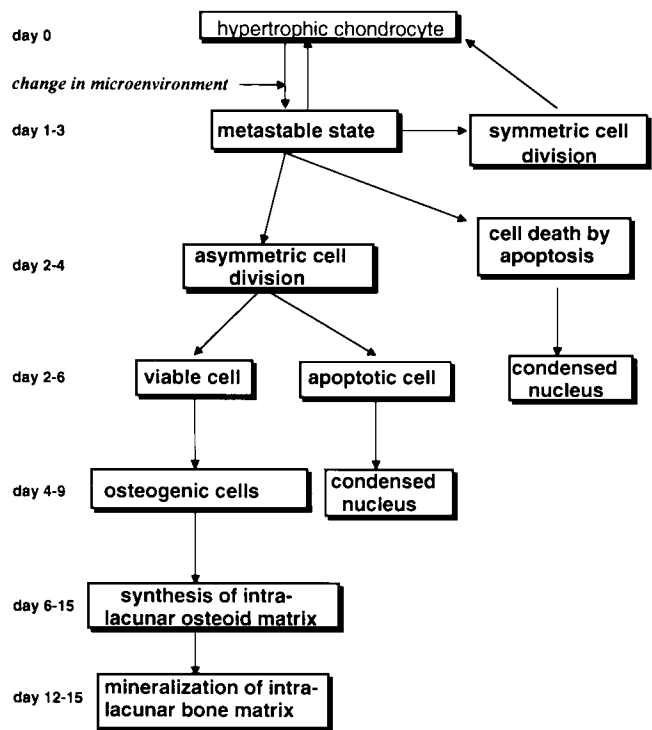 day 0
hypertrophic chondrocyte
change in microenvironment
day 1-3
metastable state
symmetric cell
division
cell death by
apoptosis
day 2-4
asymmetric cell
division
day 2-6
viable cell
apoptotic cell
condensed
nucleus
day 4-9
osteogenic cells
condensed
nucleus
day 6-15
synthesis of intra-
lacunar osteoid matrix
day 12-15
mineralization of intra-
lacunar bone matrix